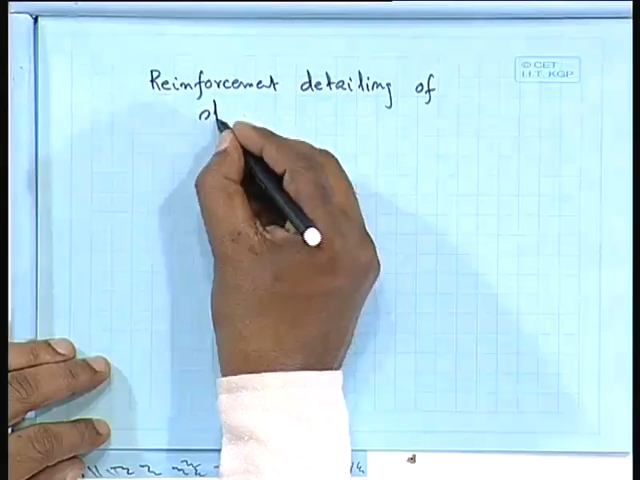 Reinforcement detailing of
© CET
I.I.T. KGP